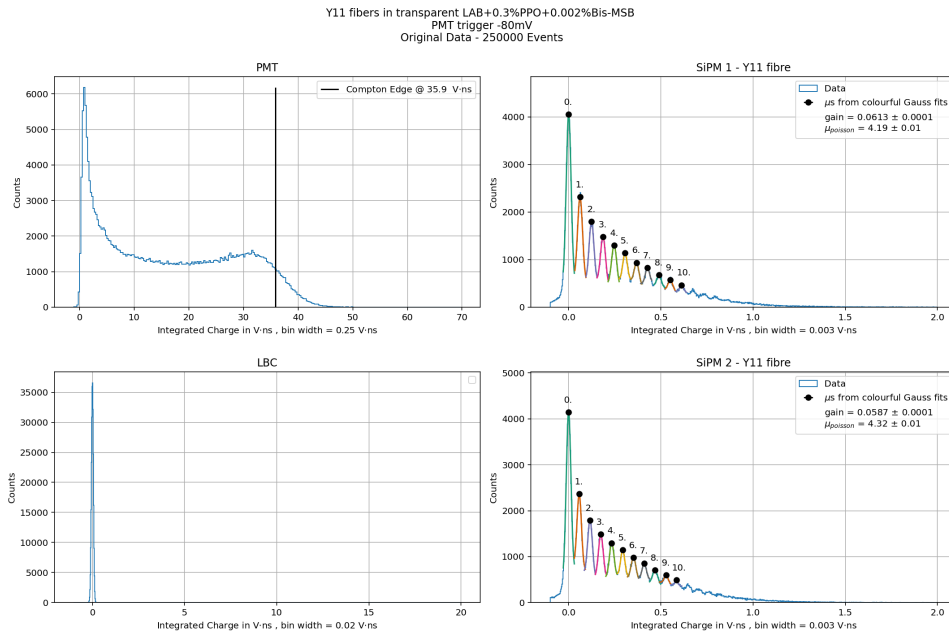 Y11 fibers in transparent LAB+0.3%PPO+0.002%Bis-MSB
PMT trigger -80mV
Original Data - 250000 Events
PMT
Compton Edge @ 35.9 V·ns
Counts
6000
5000
4000
3000
2000
1000
0
0 10 20 30 40 50 60 70
Integrated Charge in V·ns , bin width = 0.25 V·ns
SiPM 1 - Y11 fibre
Data
μs from colourful Gauss fits
gain = 0.0613 ± 0.0001
μpoisson = 4.19 ± 0.01
0.
1.
2.
3.
4.
5.
6.
7.
8.
9.
10.
Counts
4000
3000
2000
1000
0
0.0 0.5 1.0 1.5 2.0
Integrated Charge in V·ns , bin width = 0.003 V·ns
LBC
Counts
35000
30000
25000
20000
15000
10000
5000
0
0 5 10 15 20
Integrated Charge in V·ns , bin width = 0.02 V·ns
SiPM 2 - Y11 fibre
Data
μs from colourful Gauss fits
gain = 0.0587 ± 0.0001
μpoisson = 4.32 ± 0.01
0.
1.
2.
3.
4.
5.
6.
7.
8.
9.
10.
Counts
5000
4000
3000
2000
1000
0
0.0 0.5 1.0 1.5 2.0
Integrated Charge in V·ns , bin width = 0.003 V·ns